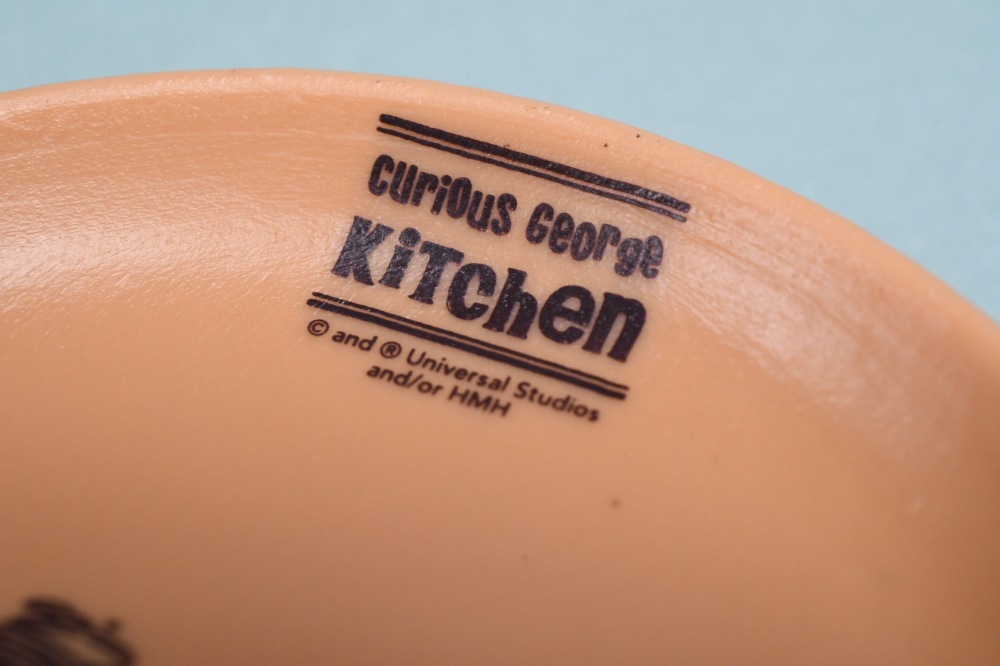 curious George
KiTchen
© and ® Universal Studios
and/or HMH